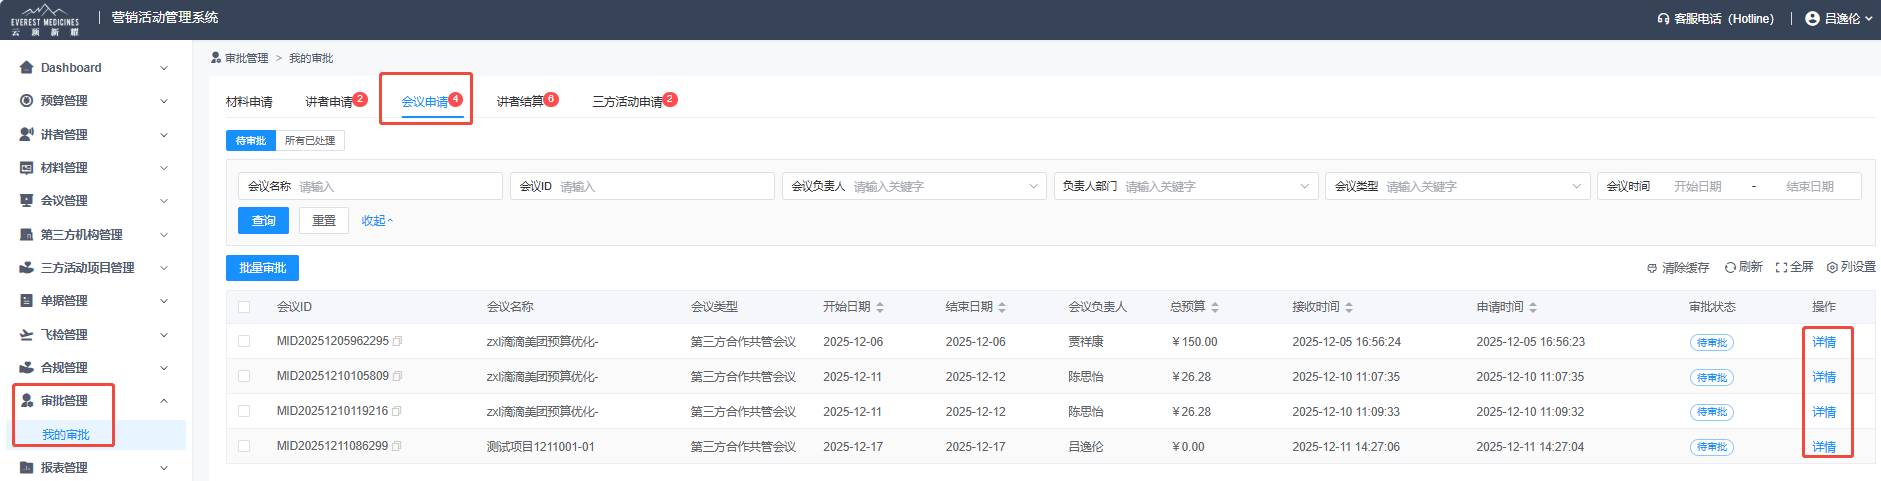 EVEREST MEDICINES
云顶新耀
营销活动管理系统
客服电话（Hotline）
吕逸伦
Dashboard
预算管理
讲者管理
材料管理
会议管理
第三方机构管理
三方活动项目管理
单据管理
飞检管理
合规管理
审批管理
我的审批
报表管理
审批管理 > 我的审批
材料申请 讲者申请 2 会议申请 4 讲者结算 6 三方活动申请 2
待审批 所有已处理
会议名称 请输入 会议ID 请输入 会议负责人 请输入关键字 负责人部门 请输入关键字 会议类型 请输入关键字 会议时间 开始日期 - 结束日期
查询 重置 收起
批量审批 清除缓存 刷新 全屏 列设置
会议ID 会议名称 会议类型 开始日期 结束日期 会议负责人 总预算 接收时间 申请时间 审批状态 操作
MID20251205962295 zxl滴滴美团预算优化- 第三方合作共管会议 2025-12-06 2025-12-06 贾祥康 ￥150.00 2025-12-05 16:56:24 2025-12-05 16:56:23 待审批 详情
MID20251210105809 zxl滴滴美团预算优化- 第三方合作共管会议 2025-12-11 2025-12-12 陈思怡 ￥26.28 2025-12-10 11:07:35 2025-12-10 11:07:35 待审批 详情
MID20251210119216 zxl滴滴美团预算优化- 第三方合作共管会议 2025-12-11 2025-12-12 陈思怡 ￥26.28 2025-12-10 11:09:33 2025-12-10 11:09:32 待审批 详情
MID20251211086299 测试项目1211001-01 第三方合作共管会议 2025-12-17 2025-12-17 吕逸伦 ￥0.00 2025-12-11 14:27:06 2025-12-11 14:27:04 待审批 详情